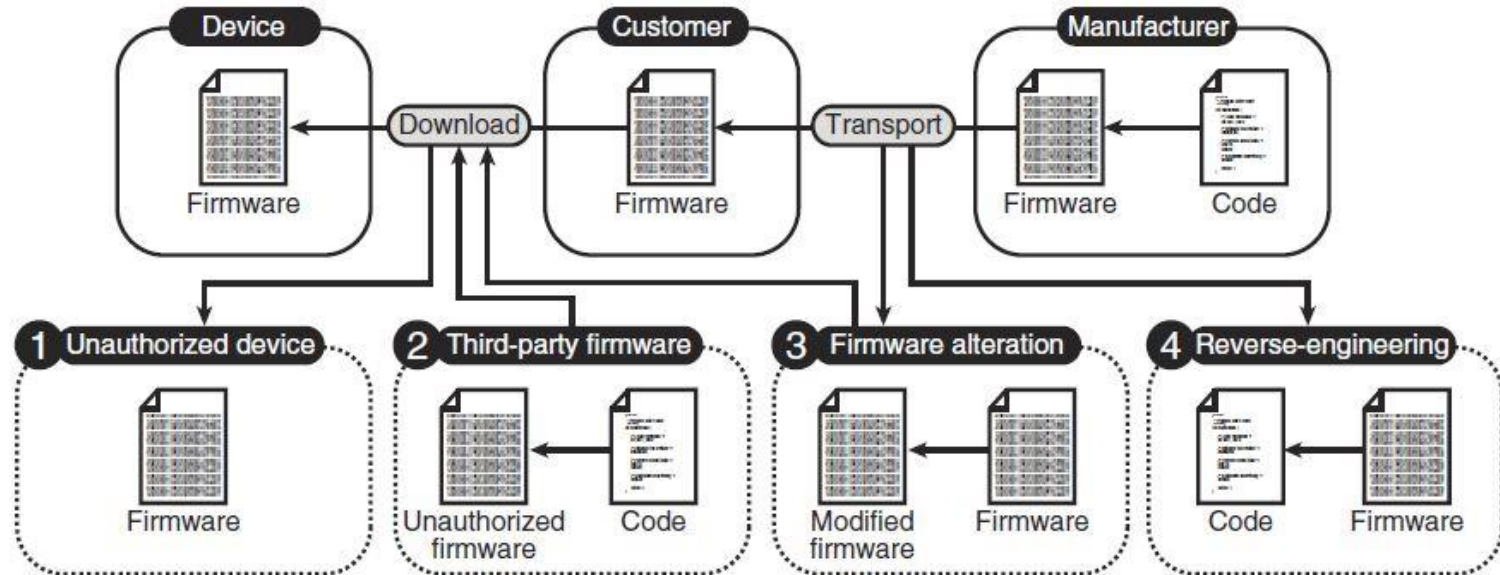 Device
Customer
Manufacturer
Download
Transport
Firmware
Firmware
Firmware
Code
1 Unauthorized device
2 Third-party firmware
3 Firmware alteration
4 Reverse-engineering
Firmware
Unauthorized
firmware
Code
Modified
firmware
Firmware
Code
Firmware